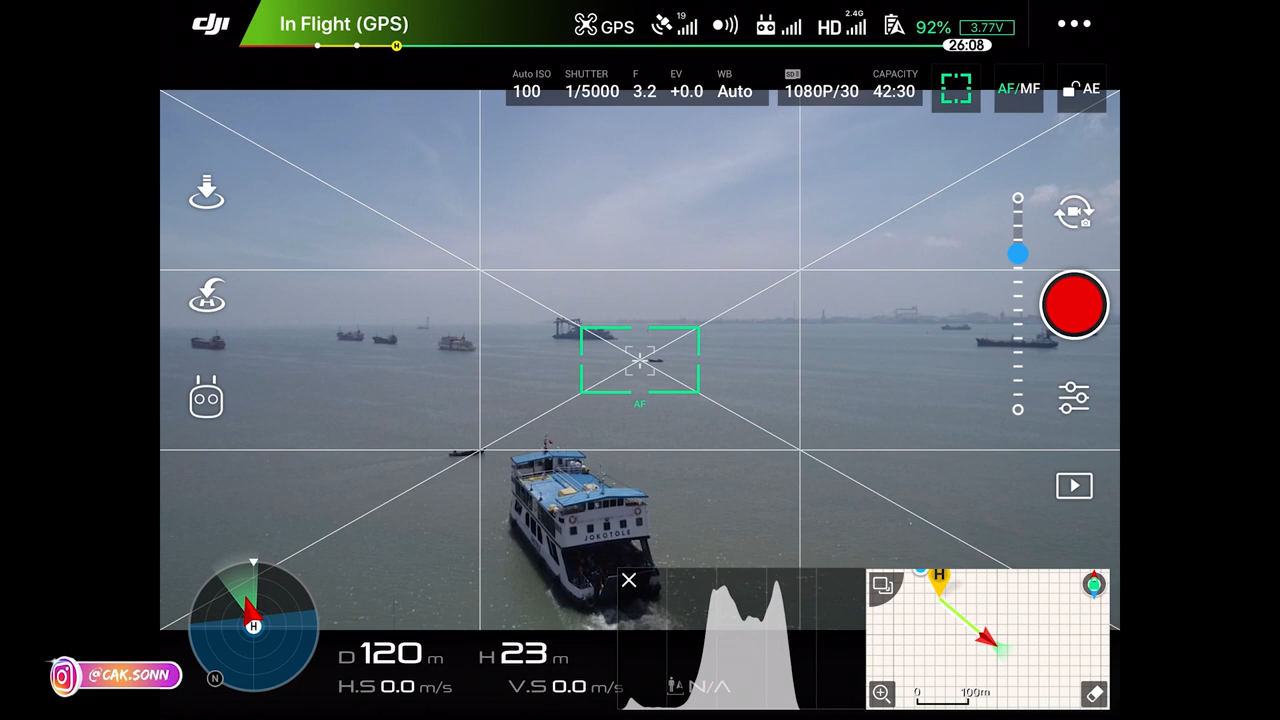 dji In Flight (GPS) GPS 19 HD 2.4G 92% 3.77V
26:08
Auto ISO SHUTTER F EV WB SD CAPACITY
100 1/5000 3.2 +0.0 Auto 1080P/30 42:30 AF/MF AE
AF
JOKOTOLE
H
H
N
D 120 m H 23 m
H.S 0.0 m/s V.S 0.0 m/s N/A
0 100m
@CAK.SONN